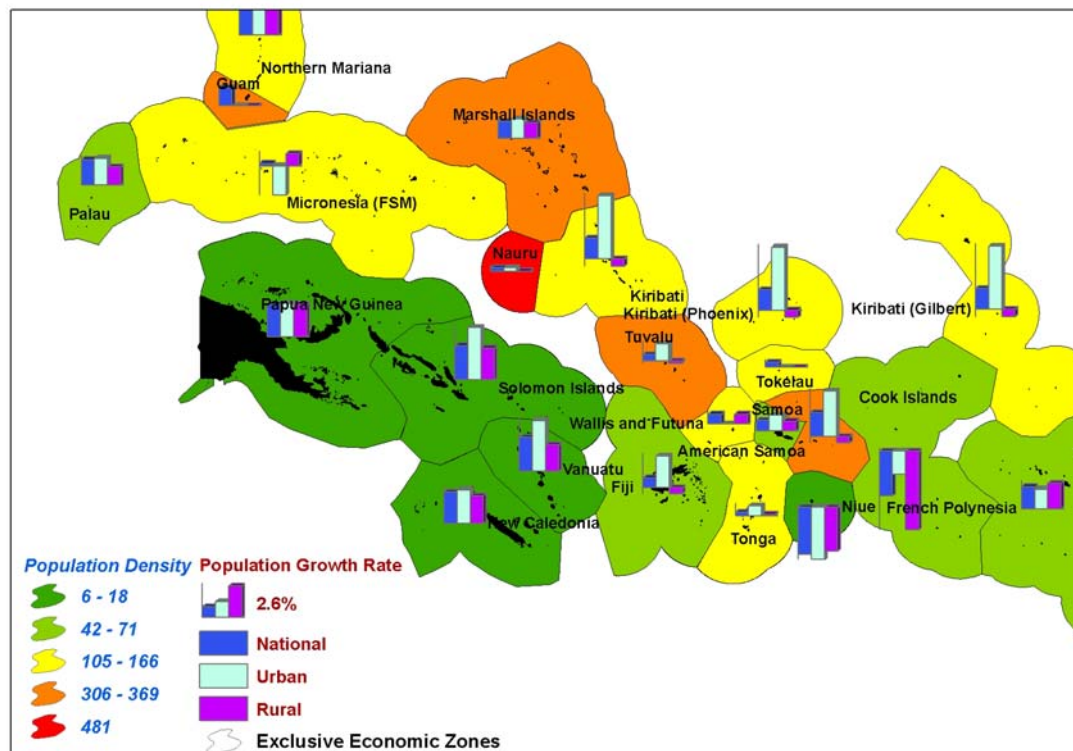 Northern Mariana
Guam
Marshall Islands
Micronesia (FSM)
Palau
Nauru
Papua New Guinea
Kiribati
Kiribati (Phoenix)
Kiribati (Gilbert)
Tuvalu
Tokelau
Solomon Islands
Cook Islands
Wallis and Futuna
Samoa
American Samoa
Vanuatu
Fiji
New Caledonia
Tonga
Niue
French Polynesia
Population Density
6 - 18
42 - 71
105 - 166
306 - 369
481
Population Growth Rate
2.6%
National
Urban
Rural
Exclusive Economic Zones